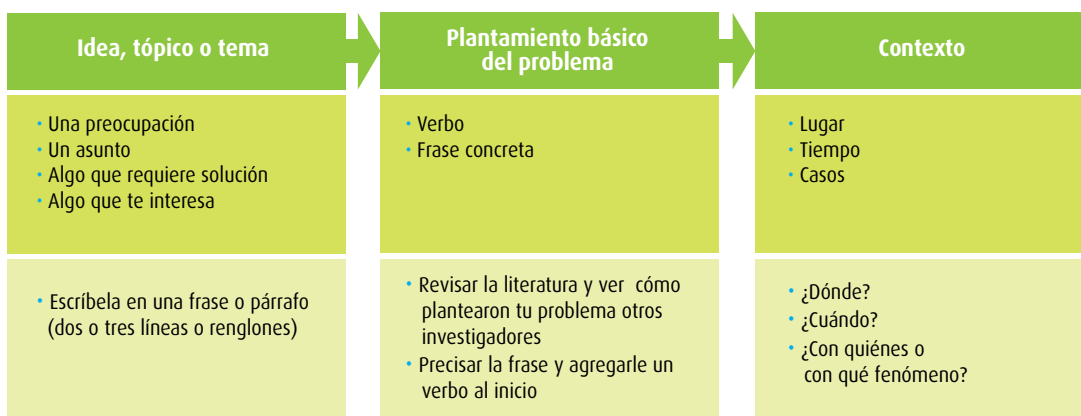 Idea, tópico o tema
Plantamiento básico
del problema
Contexto
• Una preocupación
• Un asunto
• Algo que requiere solución
• Algo que te interesa
• Verbo
• Frase concreta
• Lugar
• Tiempo
• Casos
• Escríbela en una frase o párrafo
(dos o tres líneas o renglones)
• Revisar la literatura y ver cómo
plantearon tu problema otros
investigadores
• Precisar la frase y agregarle un
verbo al inicio
• ¿Dónde?
• ¿Cuándo?
• ¿Con quiénes o
con qué fenómeno?